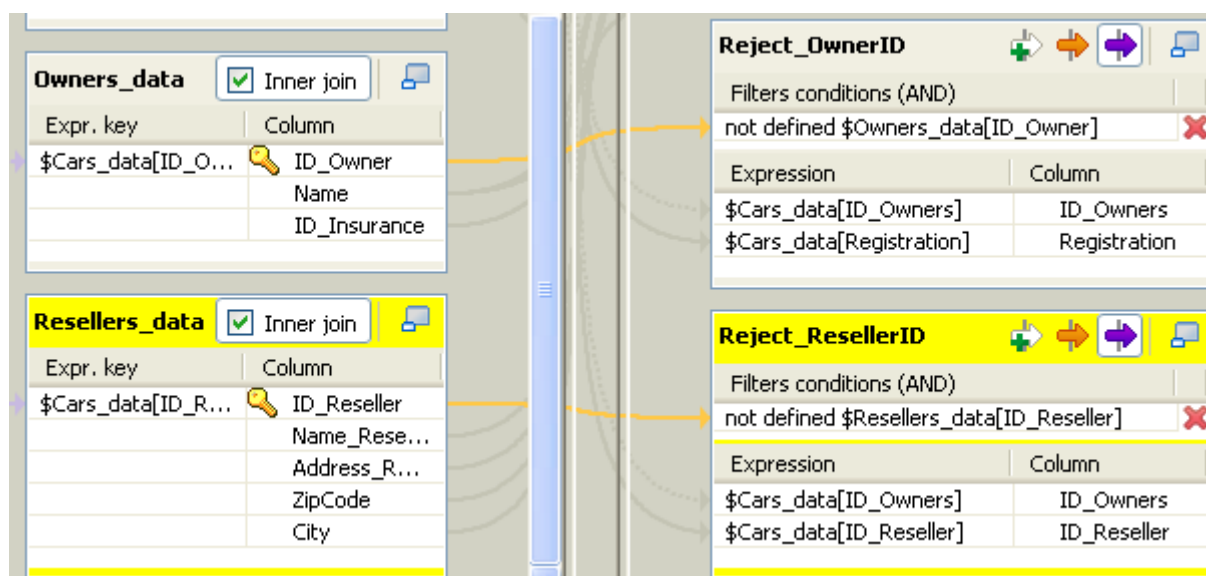 Owners_data Inner join
Expr. key Column
$Cars_data[ID_O... ID_Owner
Name
ID_Insurance
Resellers_data Inner join
Expr. key Column
$Cars_data[ID_R... ID_Reseller
Name_Rese...
Address_R...
ZipCode
City
Reject_OwnerID
Filters conditions (AND)
not defined $Owners_data[ID_Owner]
Expression Column
$Cars_data[ID_Owners] ID_Owners
$Cars_data[Registration] Registration
Reject_ResellerID
Filters conditions (AND)
not defined $Resellers_data[ID_Reseller]
Expression Column
$Cars_data[ID_Owners] ID_Owners
$Cars_data[ID_Reseller] ID_Reseller